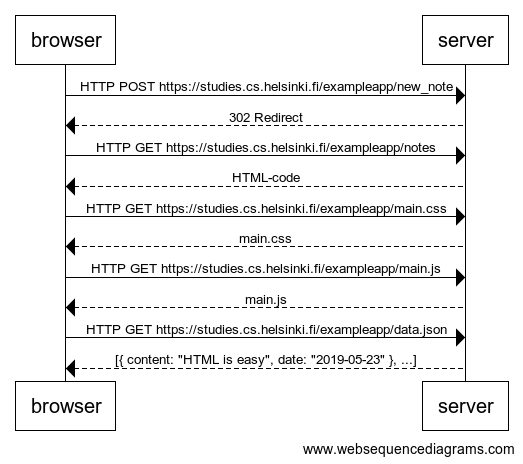 browser server
HTTP POST https://studies.cs.helsinki.fi/exampleapp/new_note
302 Redirect
HTTP GET https://studies.cs.helsinki.fi/exampleapp/notes
HTML-code
HTTP GET https://studies.cs.helsinki.fi/exampleapp/main.css
main.css
HTTP GET https://studies.cs.helsinki.fi/exampleapp/main.js
main.js
HTTP GET https://studies.cs.helsinki.fi/exampleapp/data.json
[{ content: "HTML is easy", date: "2019-05-23" }, ...]
browser server
www.websequencediagrams.com